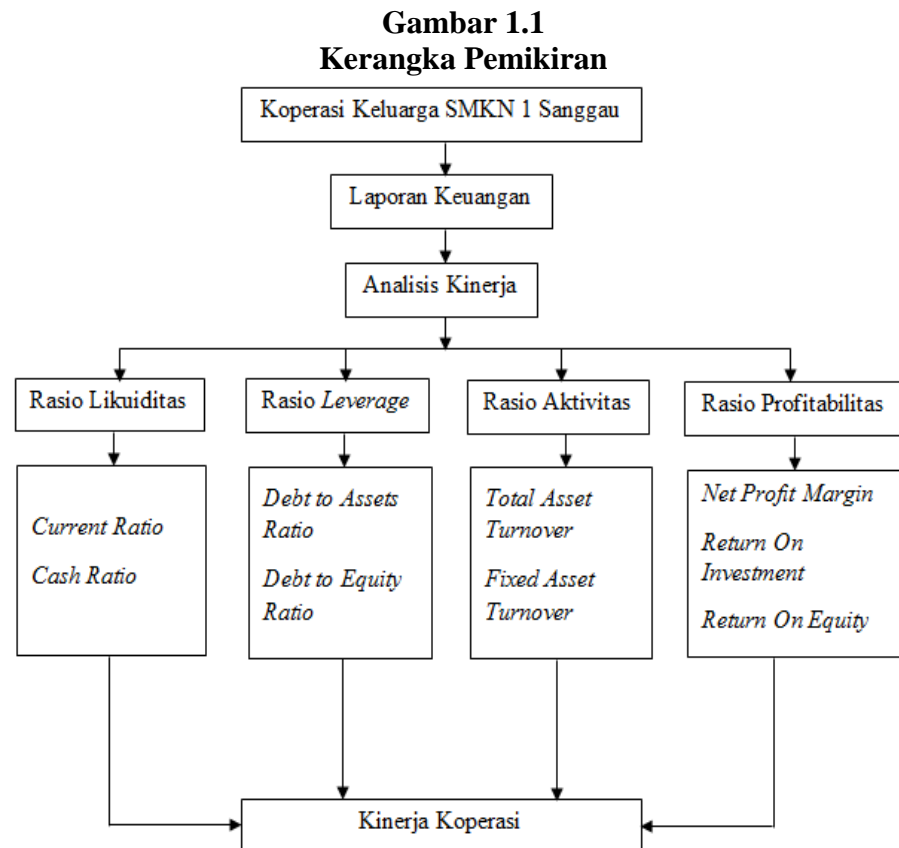 Gambar 1.1
Kerangka Pemikiran
Koperasi Keluarga SMKN 1 Sanggau
Laporan Keuangan
Analisis Kinerja
Rasio Likuiditas
Rasio Leverage
Rasio Aktivitas
Rasio Profitabilitas
Current Ratio
Cash Ratio
Debt to Assets
Ratio
Debt to Equity
Ratio
Total Asset
Turnover
Fixed Asset
Turnover
Net Profit Margin
Return On
Investment
Return On Equity
Kinerja Koperasi